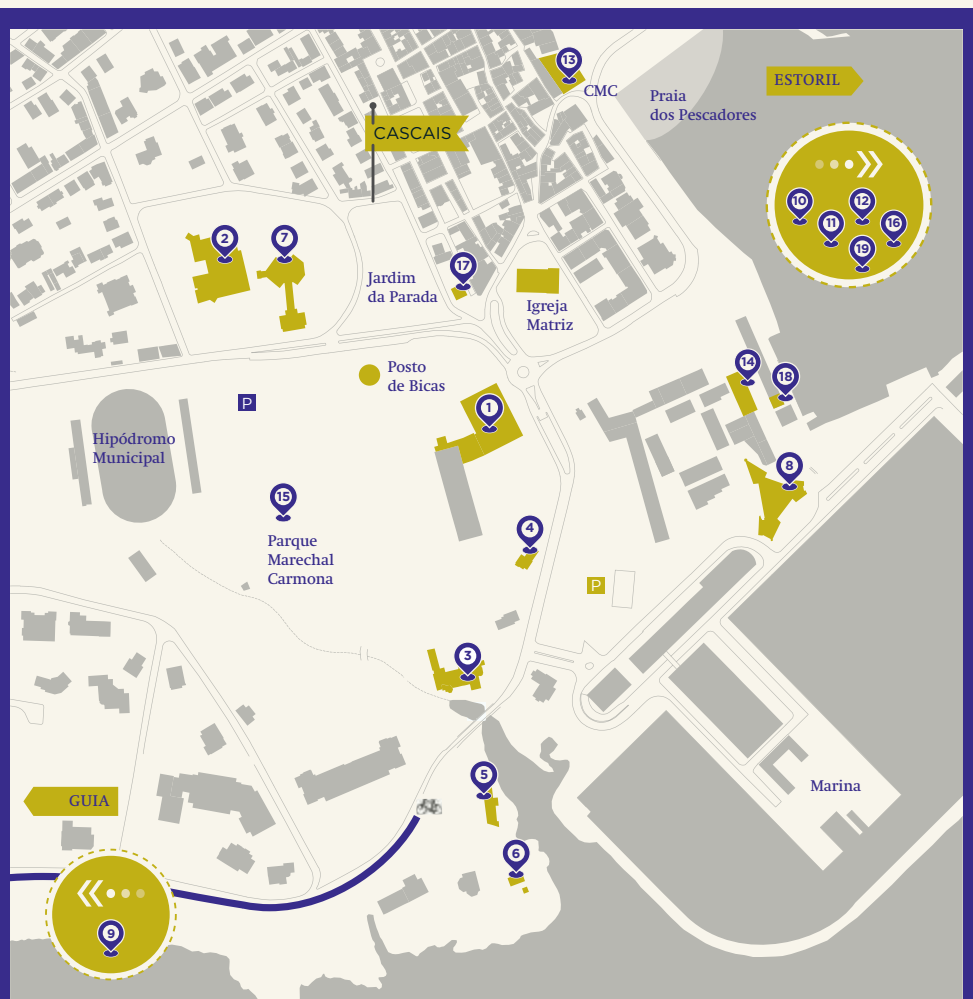 13
CMC
Praia
dos Pescadores
ESTORIL
CASCAIS
10
12
11
16
19
2
7
17
Jardim
da Parada
Igreja
Matriz
Posto
de Bicas
14
18
P
1
Hipódromo
Municipal
8
15
4
Parque
Marechal
Carmona
P
3
5
Marina
GUIA
6
9